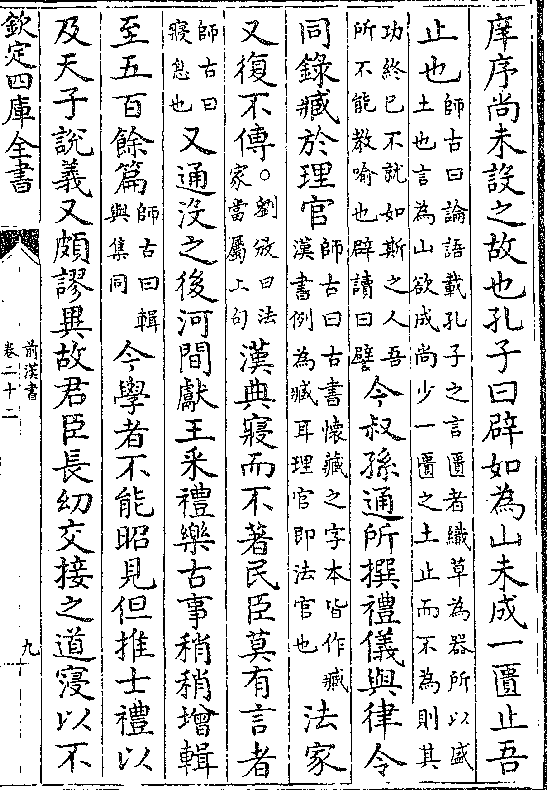 庠序尚未設之故也孔子曰辟如為山未成一匱止吾
止也師古曰論語載孔子之言匱者織草為器所以盛
土也言為山欲成尚少一匱之土止而不為則其
功終已不就如斯之人吾
所不能教喻也辟讀曰譬今叔孫通所撰禮儀與律令
同錄臧於理官師古曰古書懷藏之字本皆作臧
漢書例為臧耳理官即法官也法家
又復不傳。劉攽曰法
家當屬上句漢典寢而不著民臣莫有言者
師古曰
寢息也又通沒之後河間獻王采禮樂古事稍稍增輯
至五百餘篇師古曰輯
與集同今學者不能昭見但推士禮以
及天子說義又頗謬異故君臣長幼交接之道寖以不
欽定四庫全書
前漢書
卷二十二
九